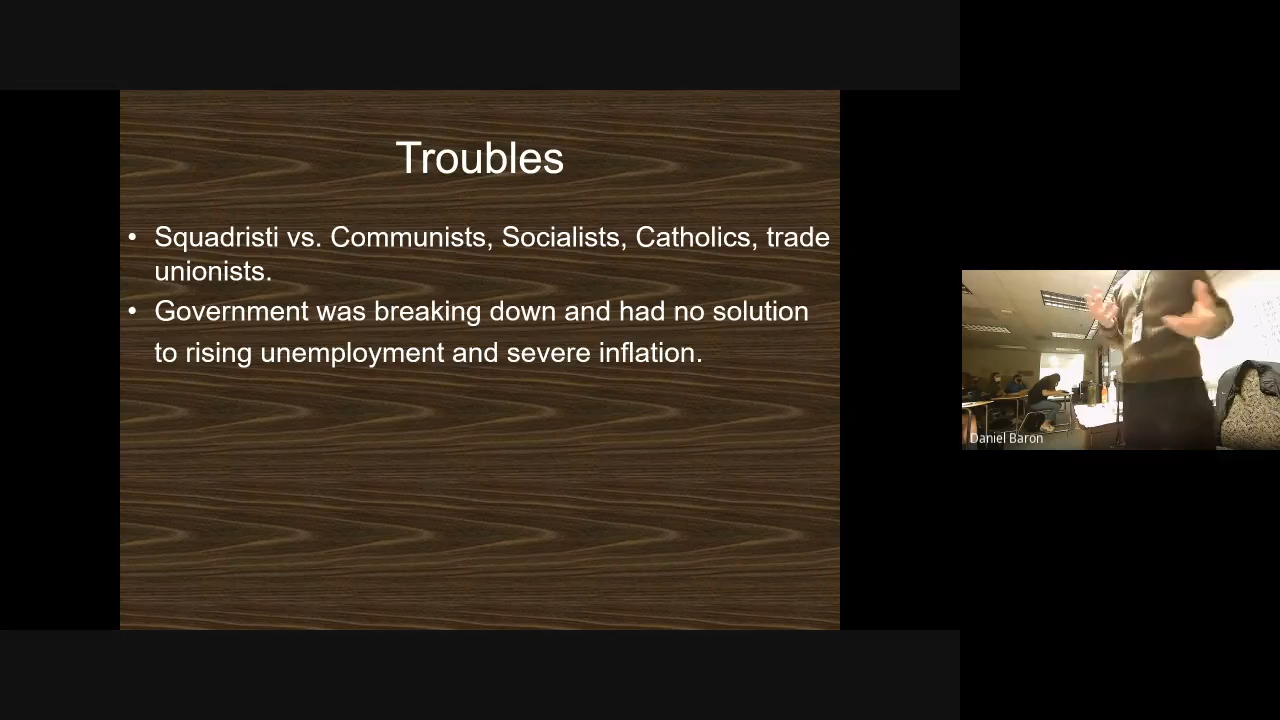 Troubles
• Squadristi vs. Communists, Socialists, Catholics, trade
unionists.
• Government was breaking down and had no solution
to rising unemployment and severe inflation.
Daniel Baron